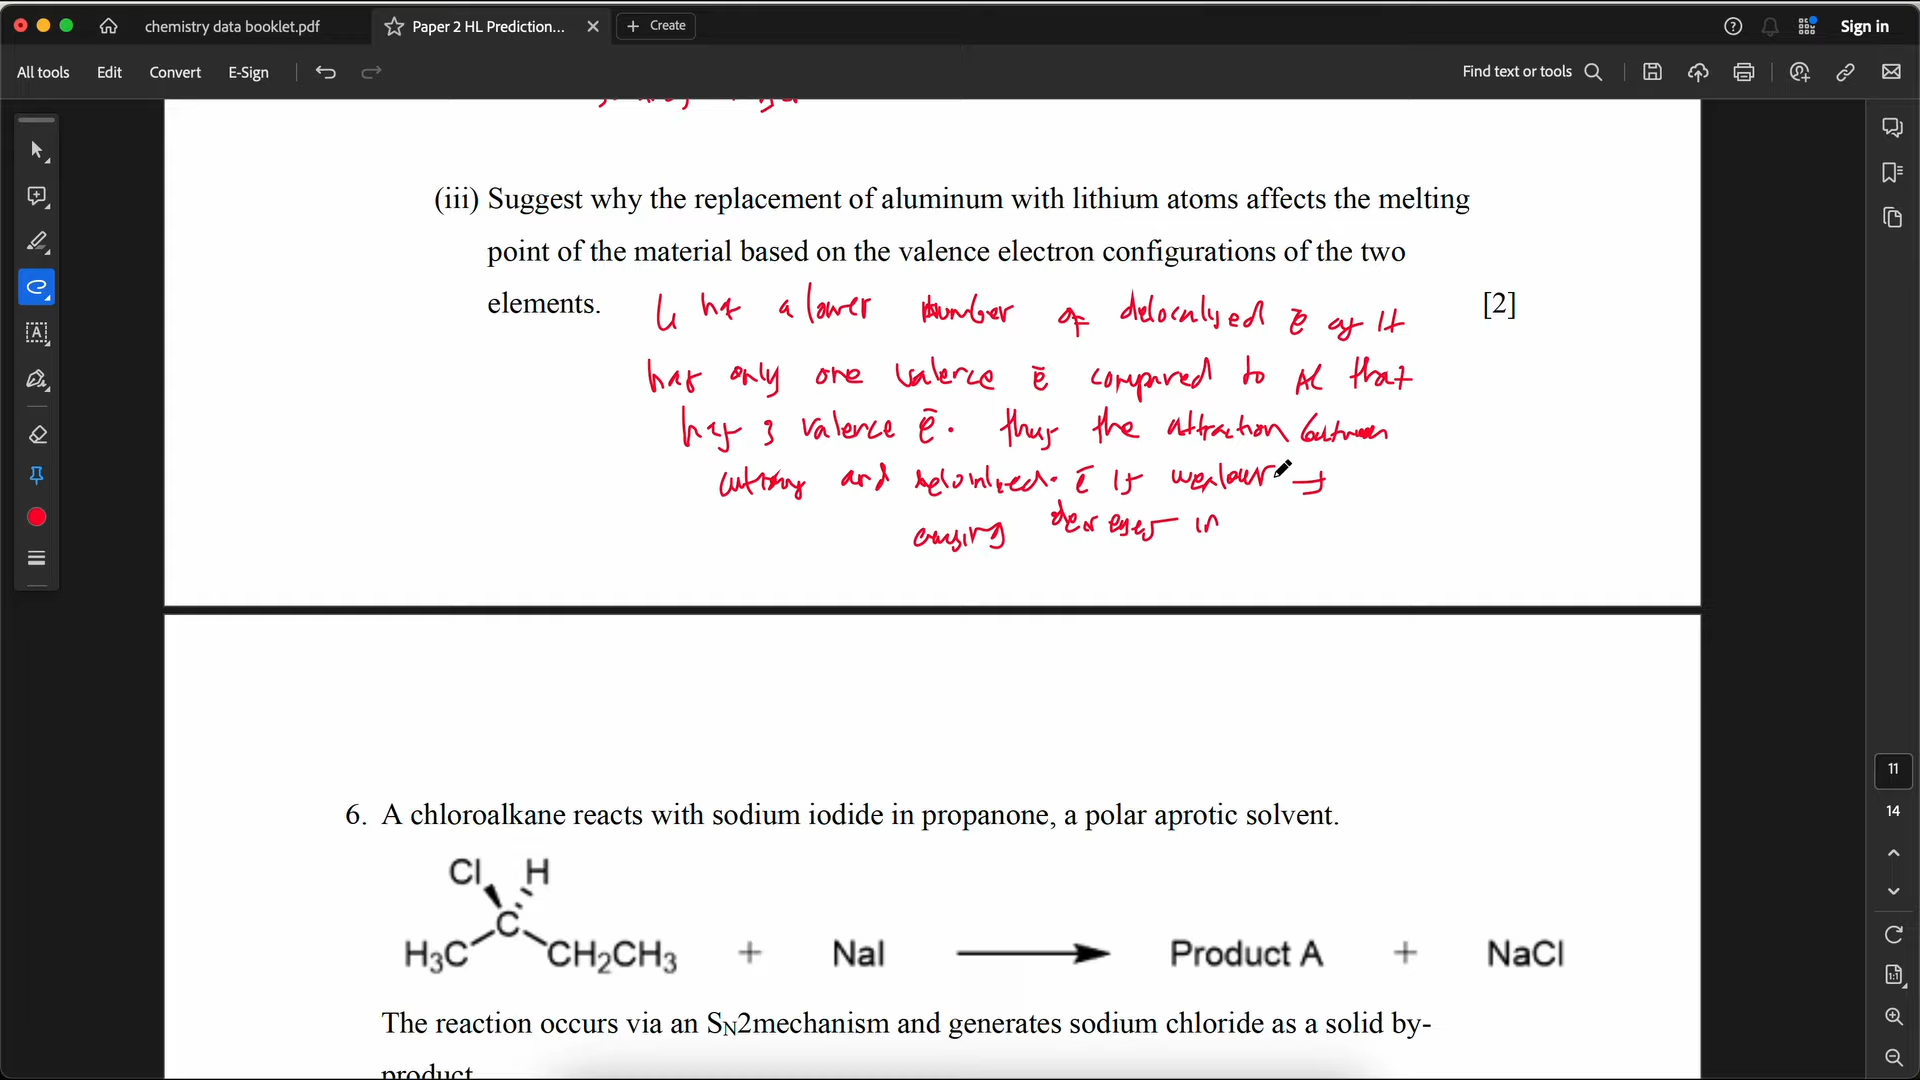 chemistry data booklet.pdf
Paper 2 HL Prediction...
Create
Sign in
All tools
Edit
Convert
E-Sign
Find text or tools
(iii) Suggest why the replacement of aluminum with lithium atoms affects the melting
point of the material based on the valence electron configurations of the two
elements.
[2]
Li has a lower number of delocalised e as it
has only one valence e compared to Al that
has 3 valence e. thus the attraction between
cations and delocalised e is weaker
causing decreases in
11
14
6. A chloroalkane reacts with sodium iodide in propanone, a polar aprotic solvent.
Cl H
C
H3C CH2CH3 + NaI Product A + NaCl
The reaction occurs via an SN2mechanism and generates sodium chloride as a solid by-
product